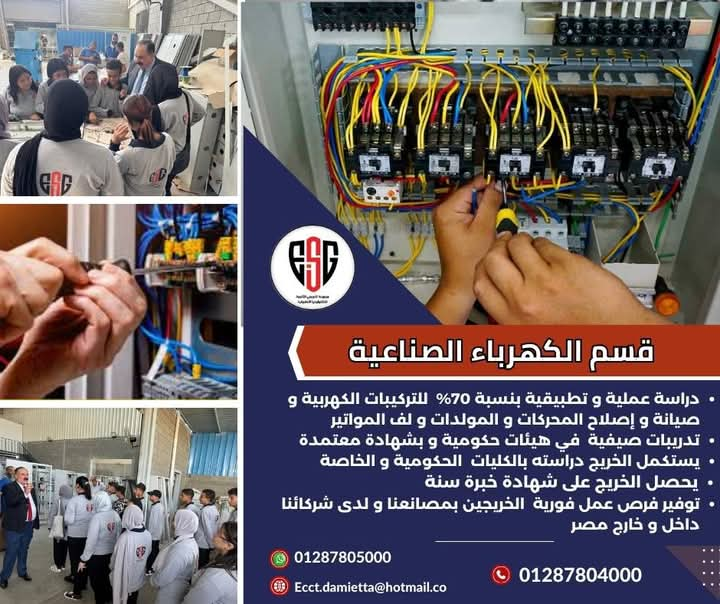 ESG
قسم الكهرباء الصناعية
• دراسة عملية و تطبيقية بنسبة 70% للتركيبات الكهربية و
صيانة و إصلاح المحركات و المولدات و لف المواتير
• تدريبات صيفية في هيئات حكومية و بشهادة معتمدة
• يستكمل الخريج دراسته بالكليات الحكومية و الخاصة
• يحصل الخريج على شهادة خبرة سنة
• توفير فرص عمل فورية الخريجين بمصانعنا و لدى شركائنا
داخل و خارج مصر
01287805000
01287804000
Ecct.damietta@hotmail.co